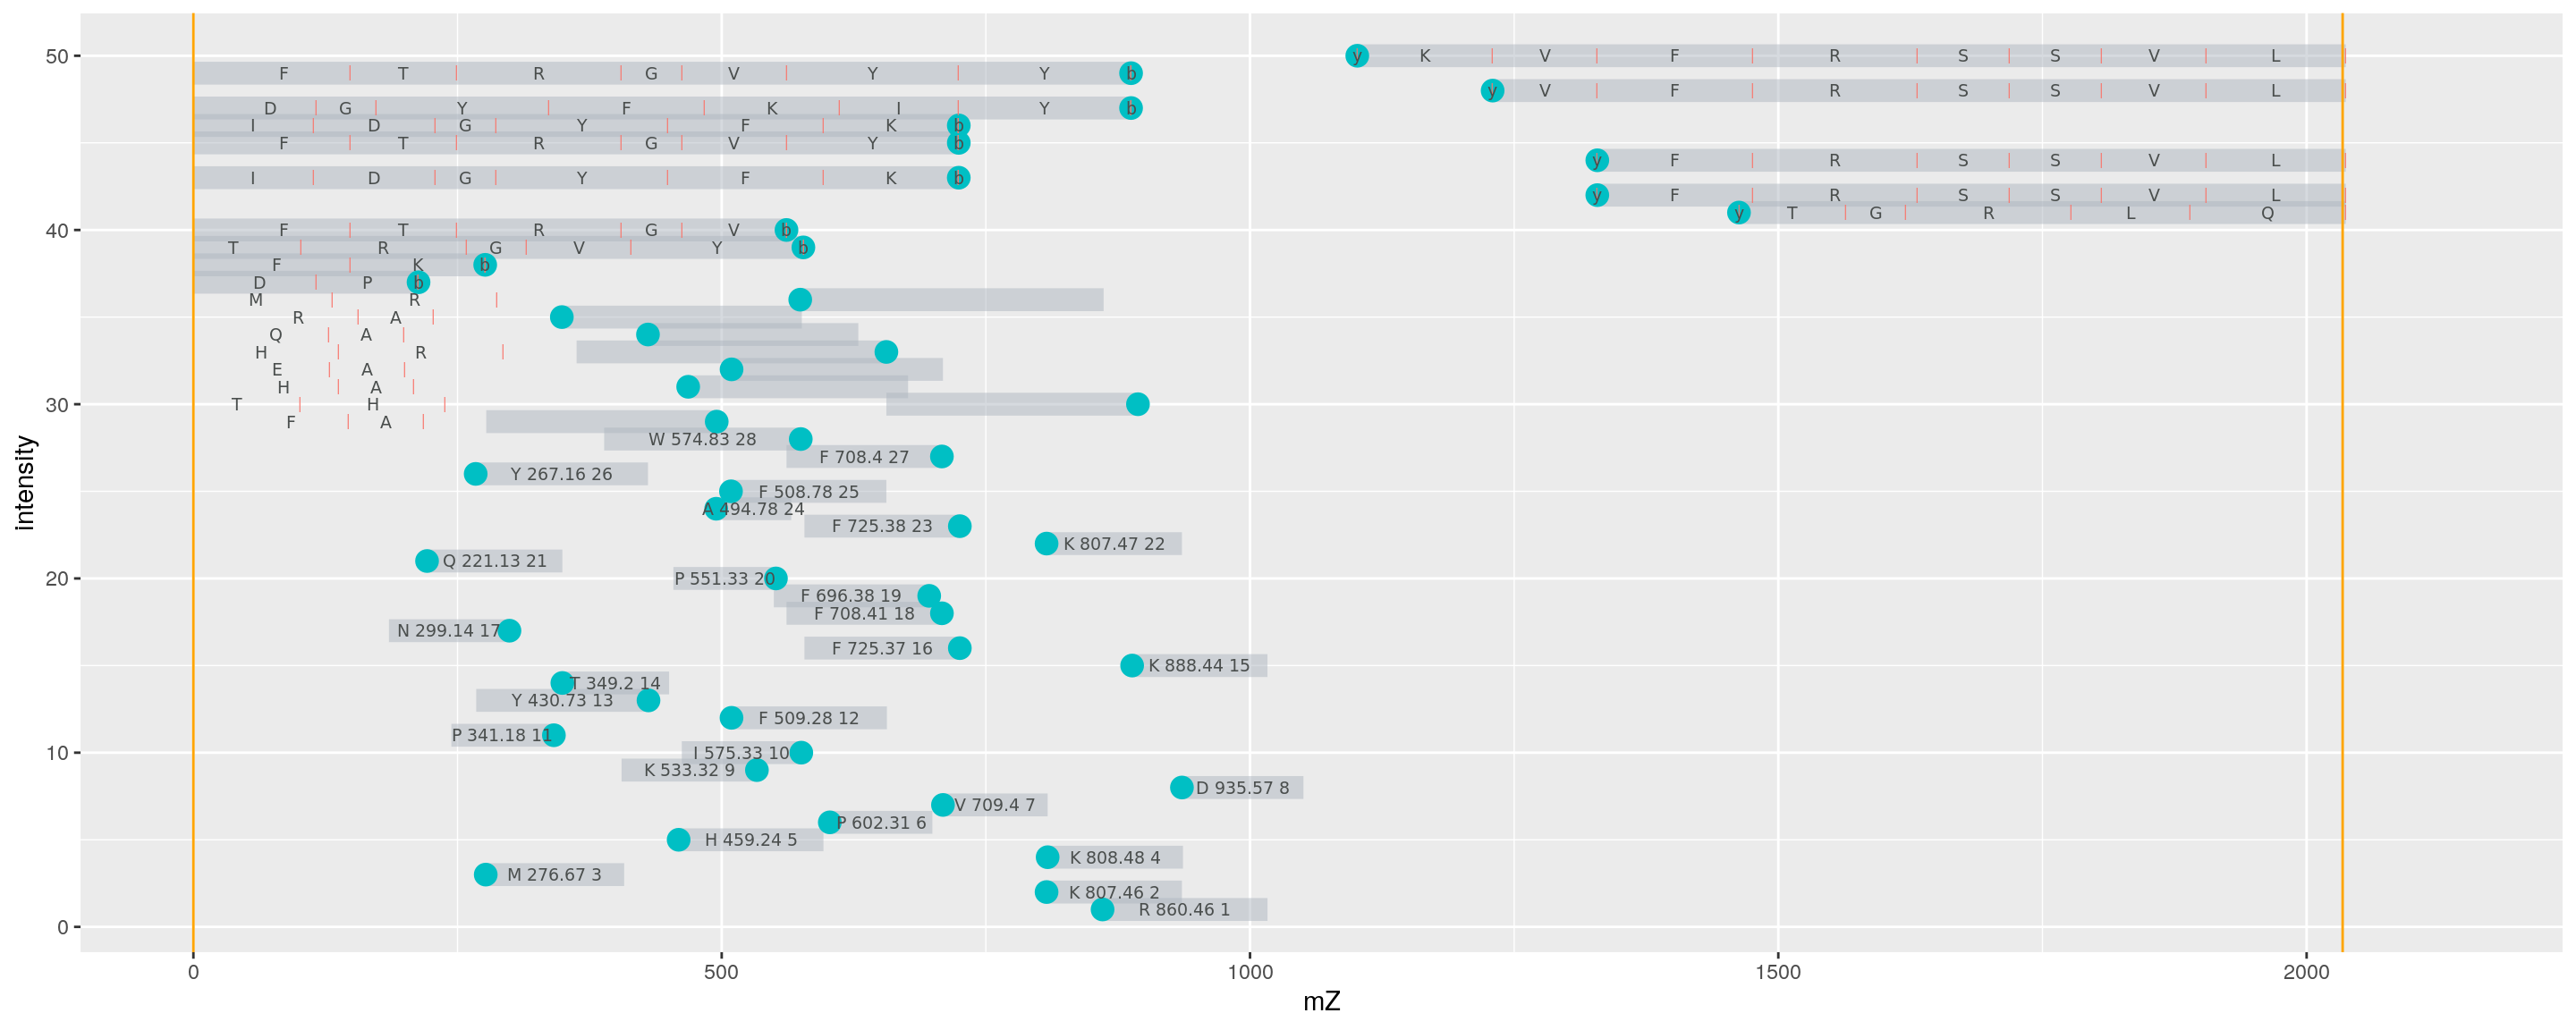 50
y K V F R S S V L
F T R G V Y Y b
y V F R S S V L
D G Y F K I Y b
I D G Y F K b
F T R G V Y b
y F R S S V L
I D G Y F K b
y F R S S V L
y T G R L Q
40
F T R G V b
T R G V Y b
F K b
D P b
M R
R A
Q A
H R
E A
H A
30
T H
F A
W 574.83 28
F 708.4 27
Y 267.16 26
F 508.78 25
A 494.78 24
F 725.38 23
K 807.47 22
Q 221.13 21
20
P 551.33 20
F 696.38 19
F 708.41 18
N 299.14 17
F 725.37 16
K 888.44 15
T 349.2 14
Y 430.73 13
F 509.28 12
P 341.18 11
10
I 575.33 10
K 533.32 9
D 935.57 8
V 709.4 7
P 602.31 6
H 459.24 5
K 808.48 4
M 276.67 3
K 807.46 2
R 860.46 1
0
intensity
0 500 1000 1500 2000
mZ